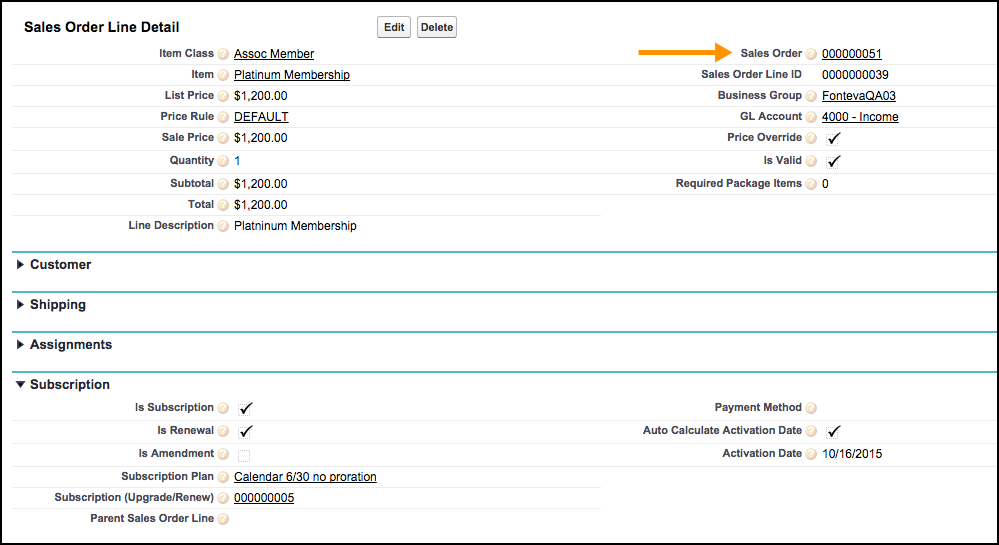 Sales Order Line Detail
Edit
Delete
Item Class ? Assoc Member
Sales Order ? 000000051
Item ? Platinum Membership
Sales Order Line ID 0000000039
List Price ? $1,200.00
Business Group ? FontevaQA03
Price Rule ? DEFAULT
GL Account ? 4000 - Income
Sale Price ? $1,200.00
Price Override ?
Quantity ? 1
Is Valid ?
Subtotal ? $1,200.00
Required Package Items ? 0
Total ? $1,200.00
Line Description ? Platninum Membership
Customer
Shipping
Assignments
Subscription
Is Subscription ?
Payment Method ?
Is Renewal ?
Auto Calculate Activation Date ?
Is Amendment ?
Activation Date ? 10/16/2015
Subscription Plan ? Calendar 6/30 no proration
Subscription (Upgrade/Renew) ? 000000005
Parent Sales Order Line ?